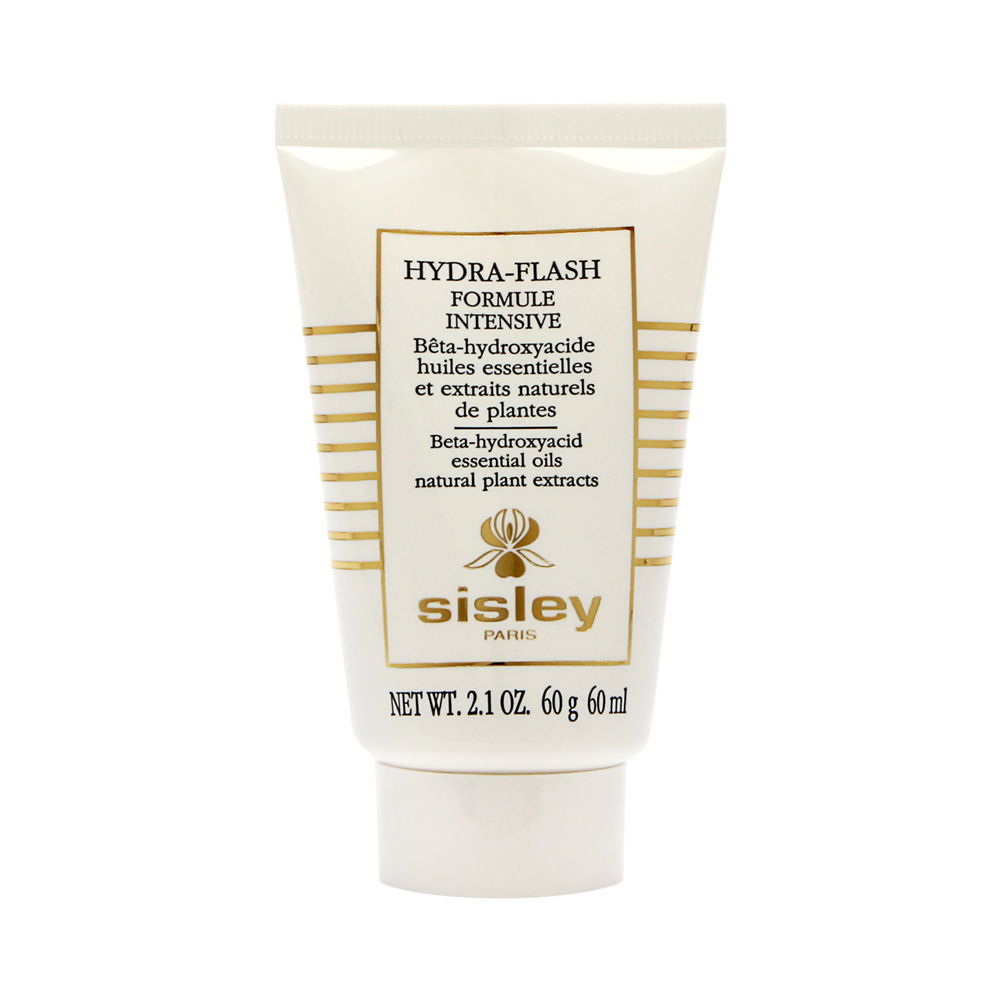 HYDRA-FLASH
FORMULE
INTENSIVE
Bêta-hydroxyacide
huiles essentielles
et extraits naturels
de plantes
Beta-hydroxyacid
essential oils
natural plant extracts
sisley
PARIS
NET WT. 2.1 OZ. 60 g 60 ml